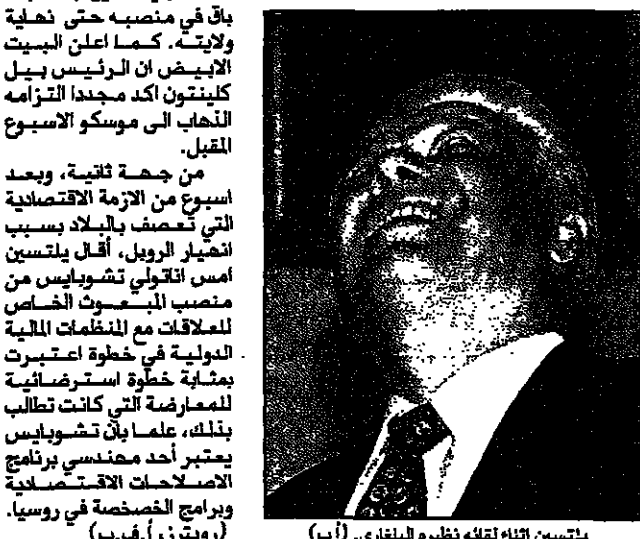 باق في منصبه حتى نهاية
ولايته. كما اعلن البيت
الابيض ان الرئيس بيل
كلينتون اكد مجددا التزامه
الذهاب الى موسكو الاسبوع
المقبل.
من جهة ثانية، وبعد
اسبوع من الازمة الاقتصادية
التي تعصف بالبلاد بسبب
انهيار الروبل، أقال يلتسين
امس اناتولي تشوبايس من
منصب المبعوث الخاص
للعلاقات مع المنظمات المالية
الدولية في خطوة اعتبرت
بمثابة خطوة استرضائية
للمعارضة التي كانت تطالب
بذلك، علما بان تشوبايس
يعتبر أحد مهندسي برنامج
الاصلاحات الاقتصادية
وبرامج الخصخصة في روسيا.
(رويترز، أ.ف.ب)
يلتسين اثناء لقائه نظيره البلغاري. (أ ب)